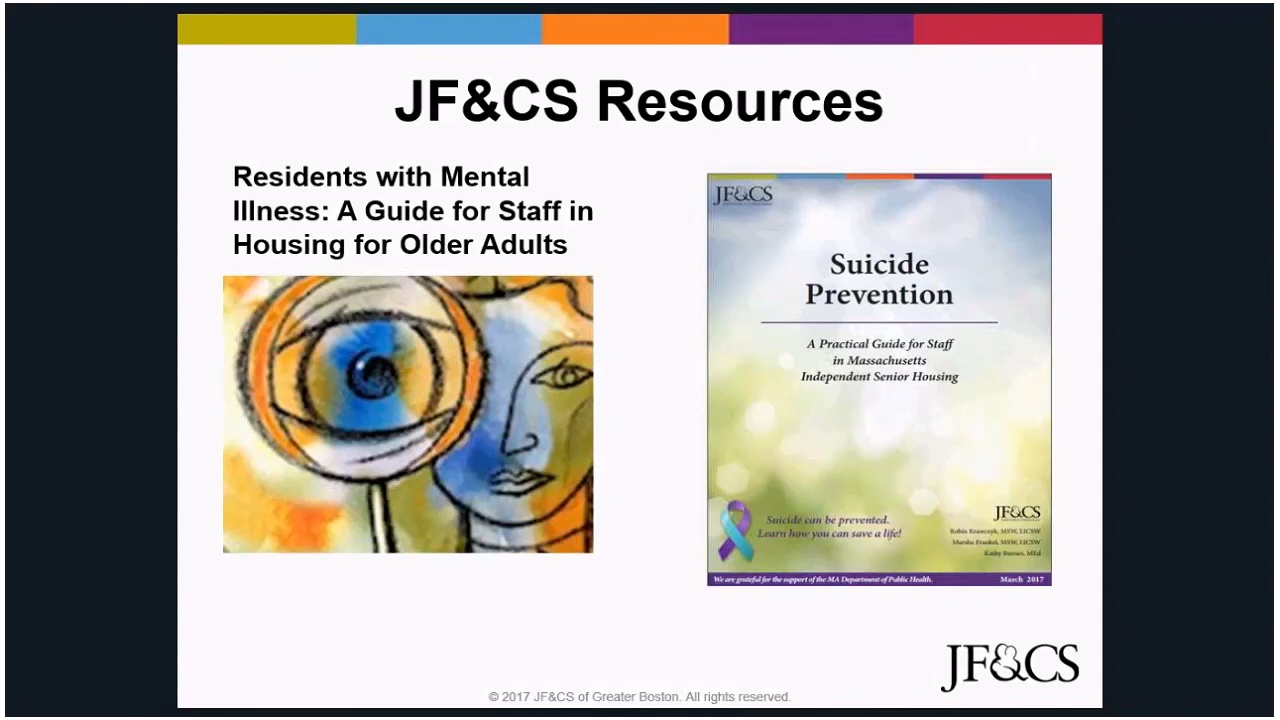 JF&CS Resources
Residents with Mental
Illness: A Guide for Staff in
Housing for Older Adults
JF&CS
Suicide
Prevention
A Practical Guide for Staff
in Massachusetts
Independent Senior Housing
Suicide can be prevented.
Learn how you can save a life!
JF&CS
MSW, LICSW
Marsha Frankel, MSW, LICSW
Kathy Burnes, MEd
We are grateful for the support of the MA Department of Public Health.
March 2017
JF&CS
© 2017 JF&CS of Greater Boston. All rights reserved.